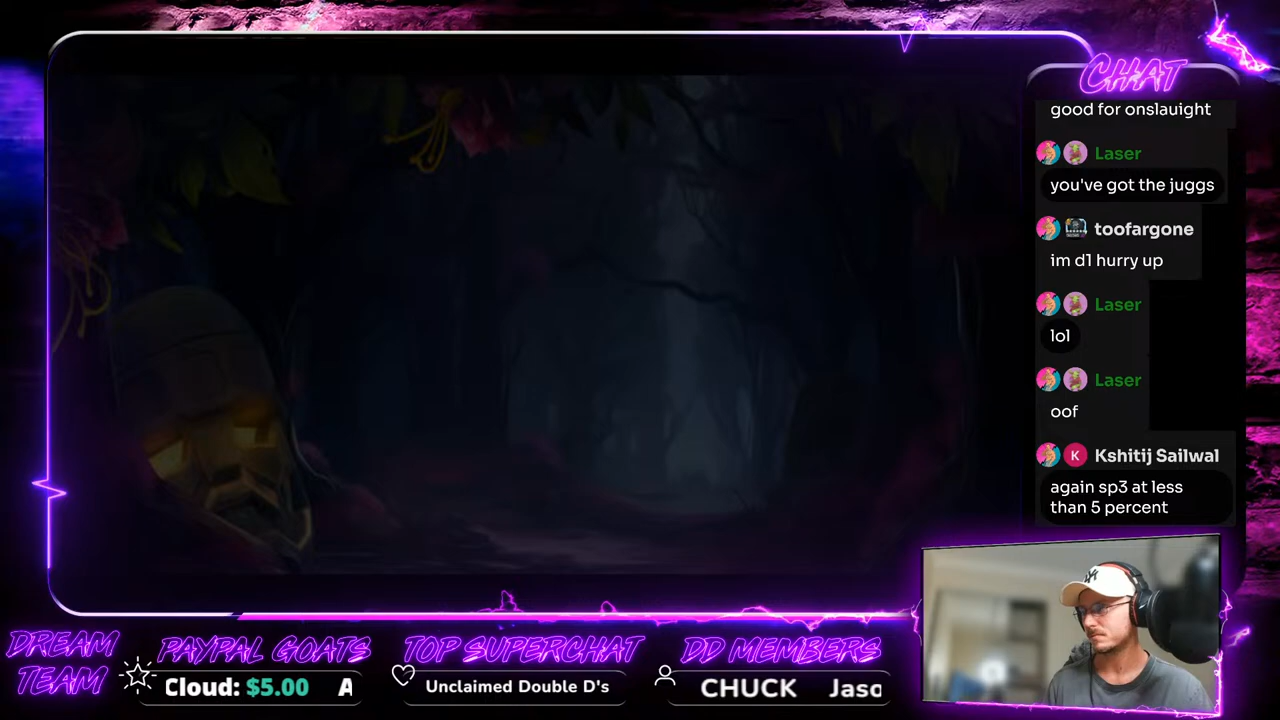 CHAT
good for onslauight
Laser
you've got the juggs
toofargone
im d1 hurry up
Laser
lol
Laser
oof
K
Kshitij Sailwal
again sp3 at less
than 5 percent
DREAM
TEAM
PAYPAL GOATS
Cloud: $5.00 A
TOP SUPERCHAT
Unclaimed Double D's
DD MEMBERS
CHUCK Jaso